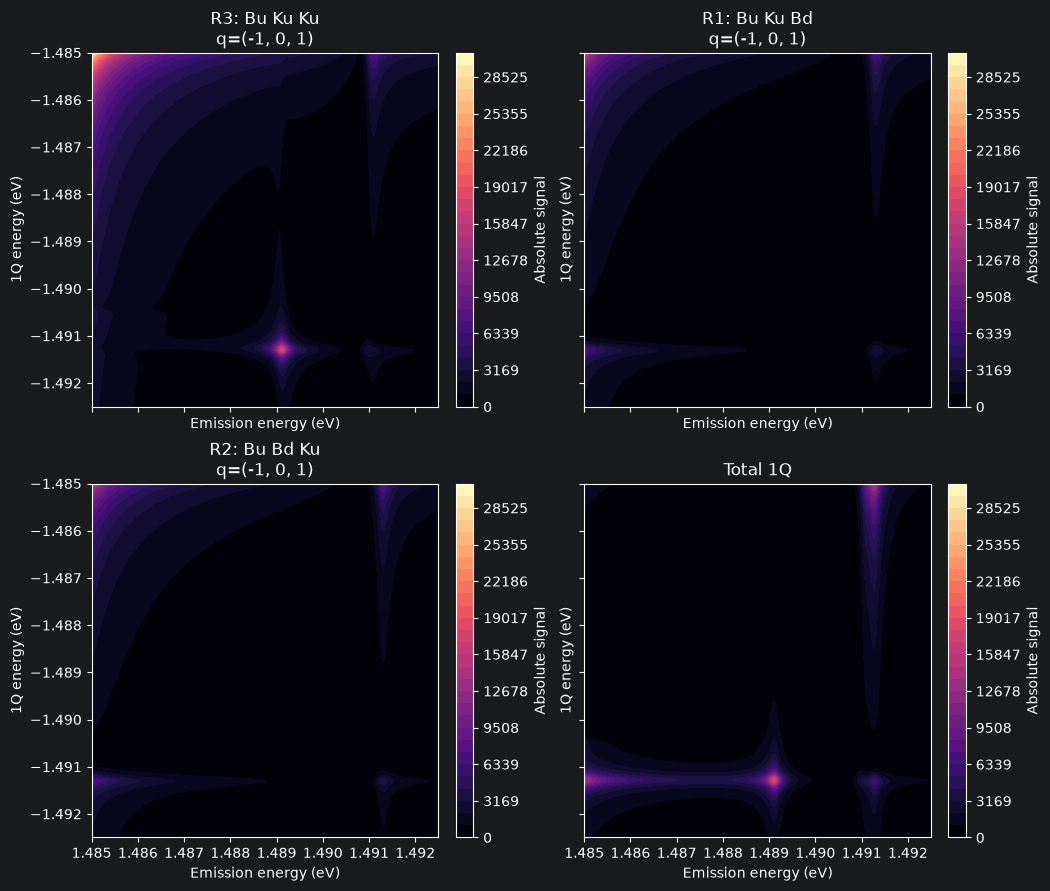 R3: Bu Ku Ku
q=(-1, 0, 1)
−1.485
−1.486
−1.487
−1.488
−1.489
−1.490
−1.491
−1.492
1Q energy (eV)
Emission energy (eV)
28525
25355
22186
19017
15847
12678
9508
6339
3169
0
Absolute signal
R1: Bu Ku Bd
q=(-1, 0, 1)
1Q energy (eV)
Emission energy (eV)
28525
25355
22186
19017
15847
12678
9508
6339
3169
0
Absolute signal
R2: Bu Bd Ku
q=(-1, 0, 1)
−1.485
−1.486
−1.487
−1.488
−1.489
−1.490
−1.491
−1.492
1Q energy (eV)
1.485 1.486 1.487 1.488 1.489 1.490 1.491 1.492
Emission energy (eV)
28525
25355
22186
19017
15847
12678
9508
6339
3169
0
Absolute signal
Total 1Q
1Q energy (eV)
1.485 1.486 1.487 1.488 1.489 1.490 1.491 1.492
Emission energy (eV)
28525
25355
22186
19017
15847
12678
9508
6339
3169
0
Absolute signal